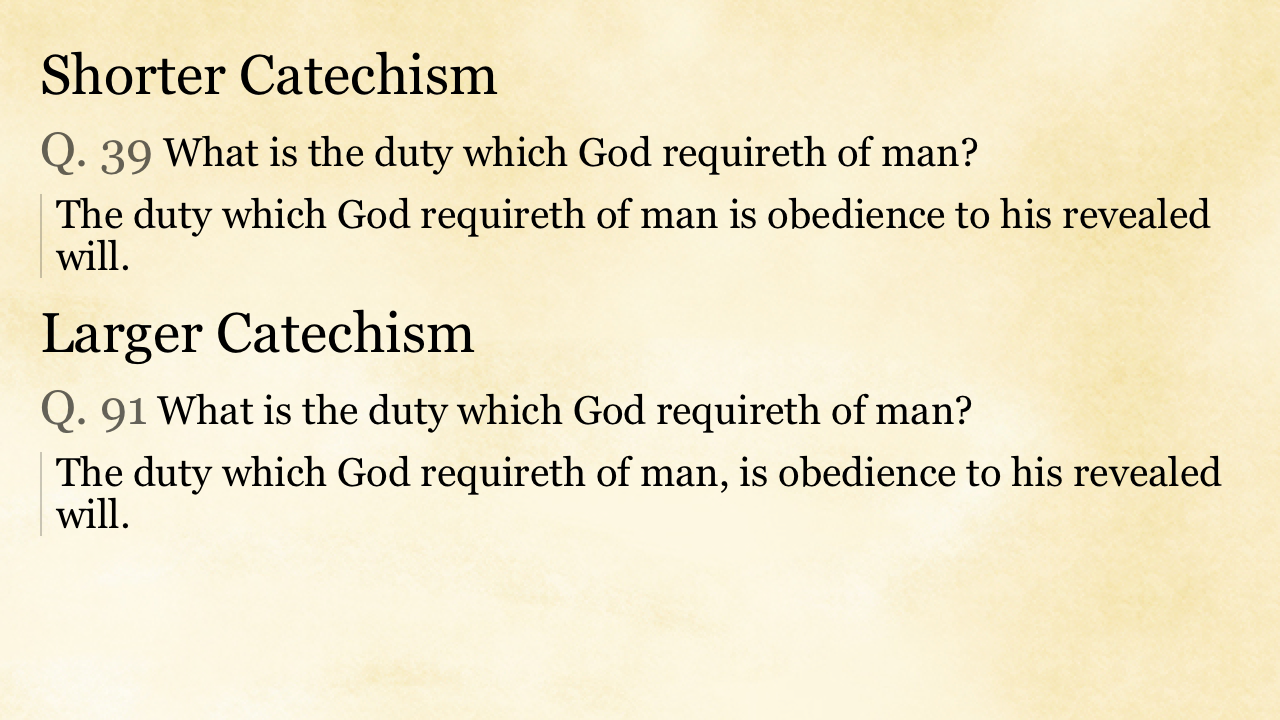 Shorter Catechism
Q. 39 What is the duty which God requireth of man?
The duty which God requireth of man is obedience to his revealed
will.
Larger Catechism
Q. 91 What is the duty which God requireth of man?
The duty which God requireth of man, is obedience to his revealed
will.